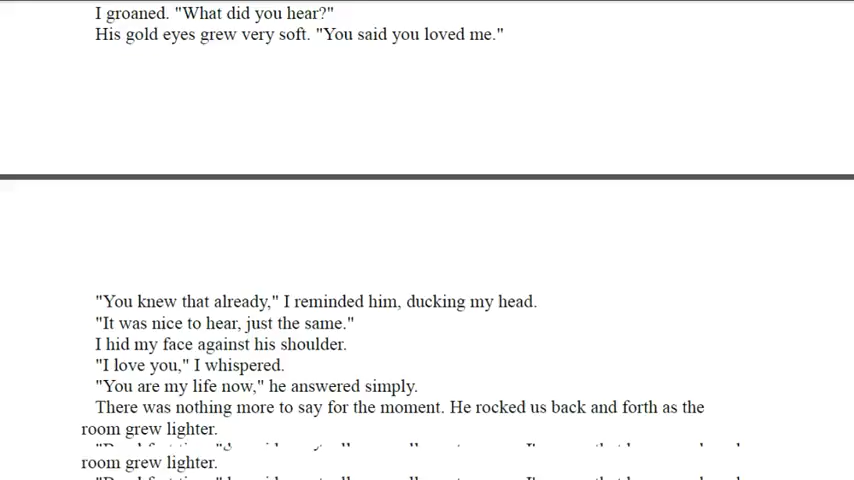 I groaned. "What did you hear?"
His gold eyes grew very soft. "You said you loved me."
"You knew that already," I reminded him, ducking my head.
"It was nice to hear, just the same."
I hid my face against his shoulder.
"I love you," I whispered.
"You are my life now," he answered simply.
There was nothing more to say for the moment. He rocked us back and forth as the
room grew lighter.
room grew lighter.